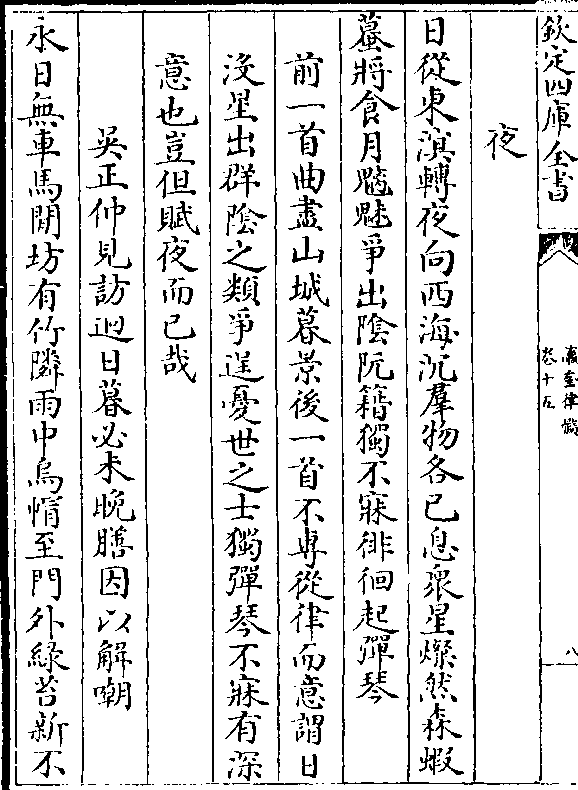 欽定四庫全書
瀛奎律髓
卷十五
八
夜
日從東溟轉夜向西海沉羣物各已息衆星燦然森蝦
蟇將食月魑魅爭出陰阮籍獨不寐徘徊起彈琴
前一首曲盡山城暮景後一首不專從律而意謂日
沒星出群陰之類爭逞憂世之士獨彈琴不寐有深
意也豈但賦夜而已哉
吳正仲見訪迴日暮必未晚膳因以解嘲
永日無車馬閒坊有竹隣雨中烏㡌至門外緑苔新不